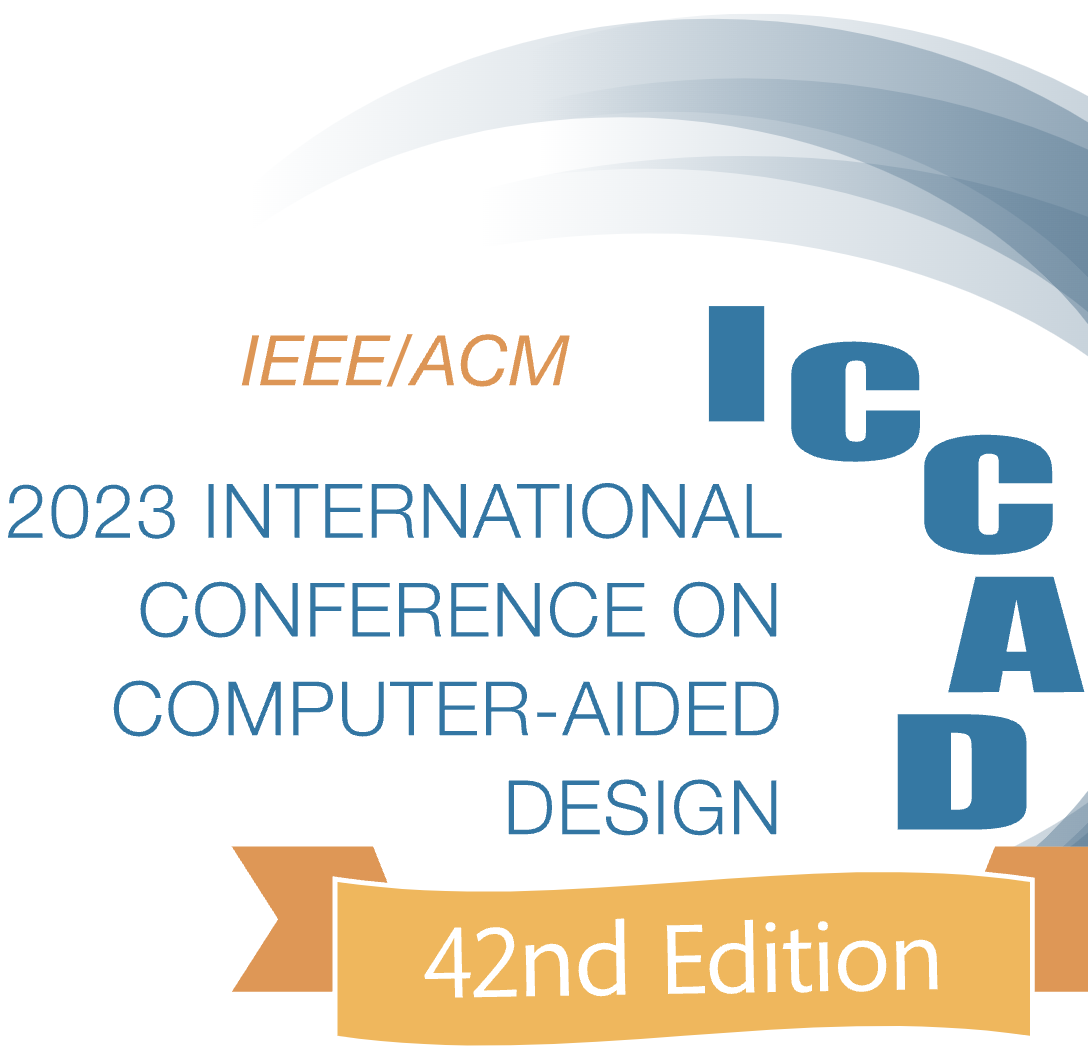 IEEE/ACM
ICCAD
2023 INTERNATIONAL
CONFERENCE ON
COMPUTER-AIDED
DESIGN
42nd Edition